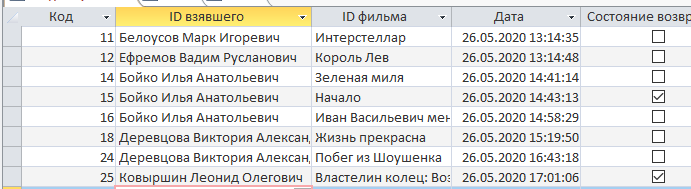 Код ID взявшего ID фильма Дата Состояние возвр
11 Белоусов Марк Игоревич Интерстеллар 26.05.2020 13:14:35
12 Ефремов Вадим Русланович Король Лев 26.05.2020 13:14:48
14 Бойко Илья Анатольевич Зеленая миля 26.05.2020 14:41:14
15 Бойко Илья Анатольевич Начало 26.05.2020 14:43:13
16 Бойко Илья Анатольевич Иван Васильевич мен 26.05.2020 14:58:29
18 Деревцова Виктория Александ Жизнь прекрасна 26.05.2020 15:19:50
24 Деревцова Виктория Александ Побег из Шоушенка 26.05.2020 16:43:18
25 Ковыршин Леонид Олегович Властелин колец: Воз 26.05.2020 17:01:06